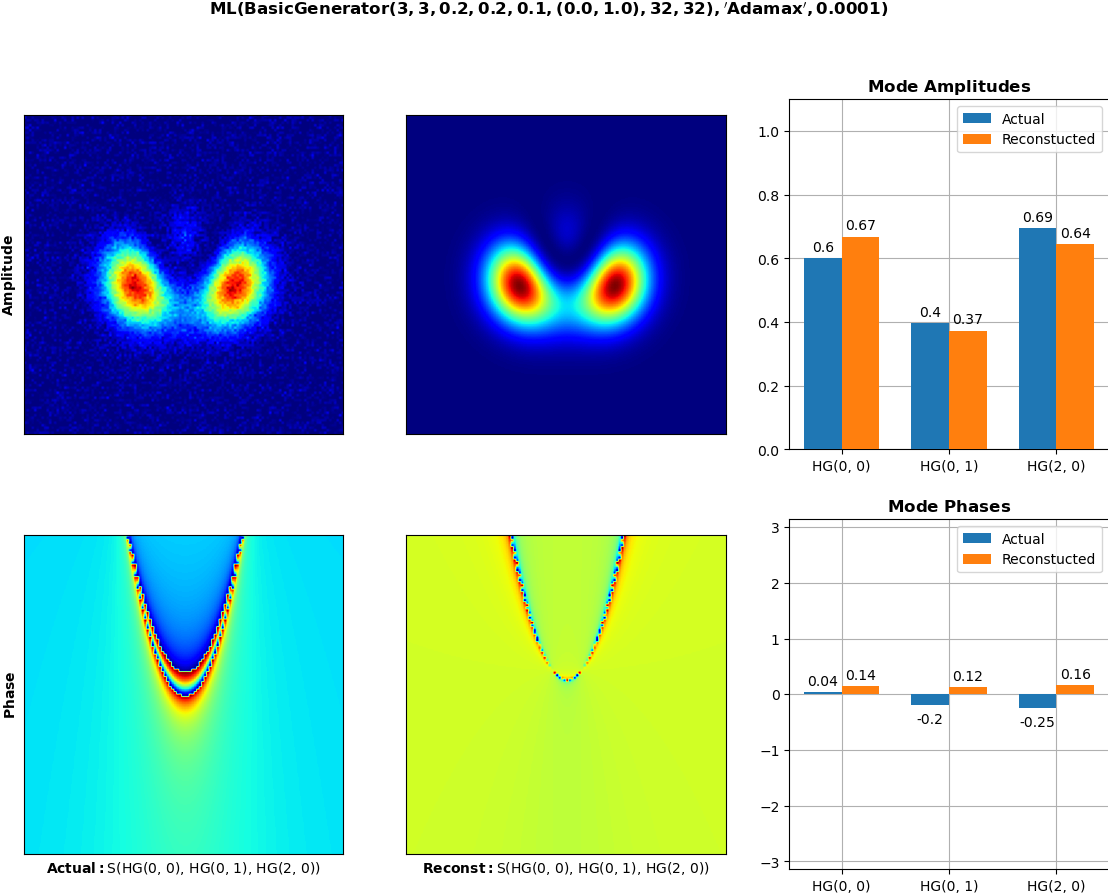 ML(BasicGenerator(3, 3, 0.2, 0.2, 0.1, (0.0, 1.0), 32, 32), ′Adamax′, 0.0001)
Amplitude
Mode Amplitudes
Actual
Reconstucted
1.0
0.8
0.6
0.4
0.2
0.0
0.6
0.67
0.4
0.37
0.69
0.64
HG(0, 0)
HG(0, 1)
HG(2, 0)
Phase
Actual: S(HG(0, 0), HG(0, 1), HG(2, 0))
Reconst: S(HG(0, 0), HG(0, 1), HG(2, 0))
Mode Phases
Actual
Reconstucted
3
2
1
0
−1
−2
−3
0.04
0.14
-0.2
0.12
-0.25
0.16
HG(0, 0)
HG(0, 1)
HG(2, 0)